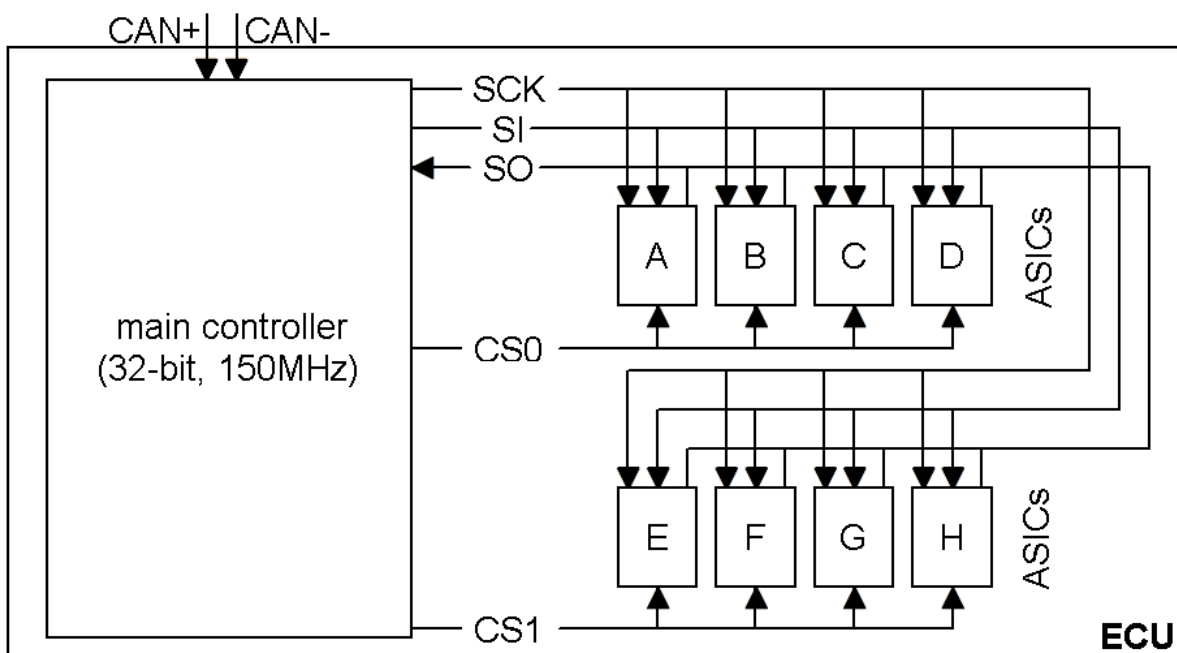 CAN+ CAN-
SCK
SI
SO
A B C D
ASICs
main controller
(32-bit, 150MHz)
CS0
E F G H
ASICs
CS1
ECU